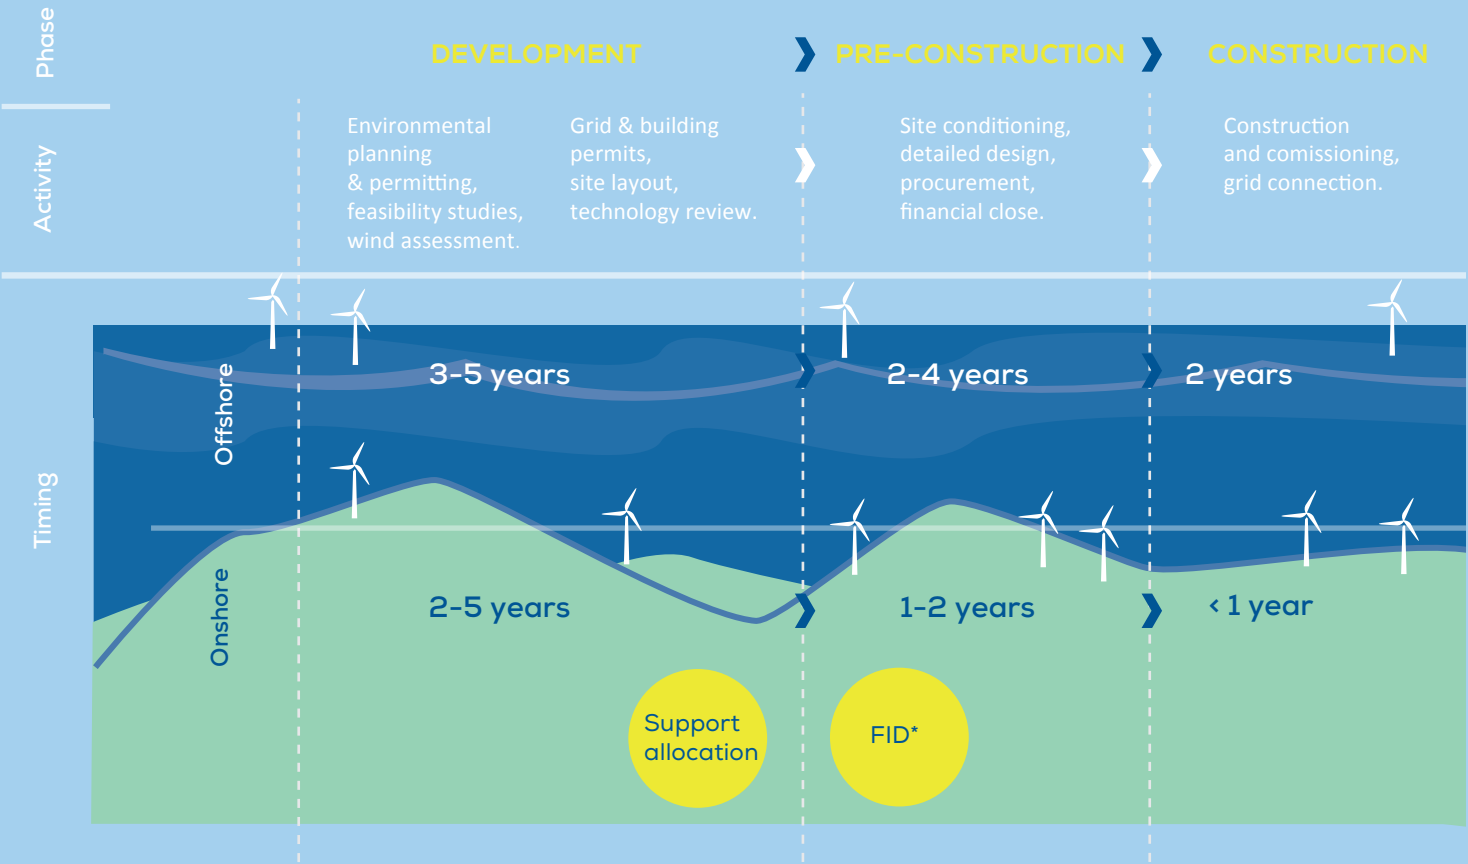 Phase
DEVELOPMENT
PRE-CONSTRUCTION
CONSTRUCTION
Activity
Environmental
planning
& permitting,
feasibility studies,
wind assessment.
Grid & building
permits,
site layout,
technology review.
Site conditioning,
detailed design,
procurement,
financial close.
Construction
and comissioning,
grid connection.
Timing
Offshore
3-5 years
2-4 years
2 years
Onshore
2-5 years
1-2 years
< 1 year
Support
allocation
FID*